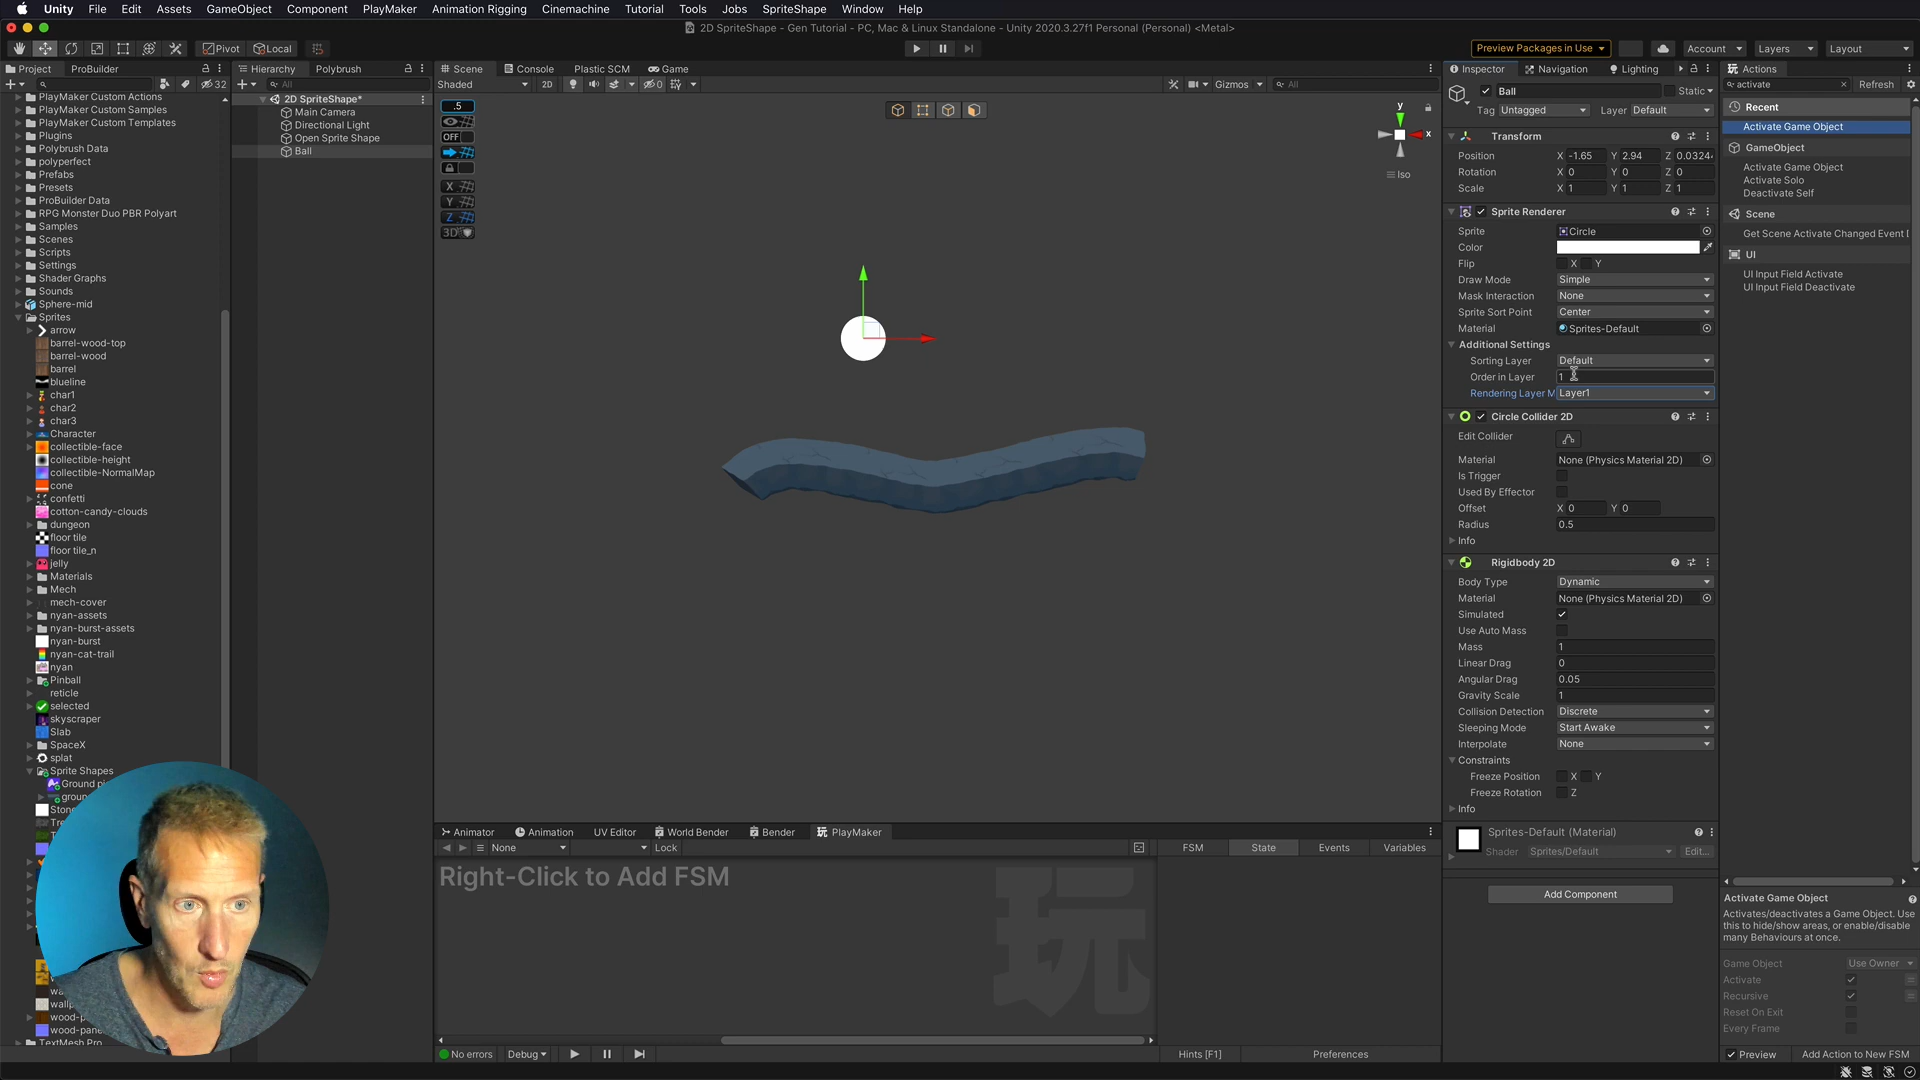 Unity File Edit Assets GameObject Component PlayMaker Animation Rigging Cinemachine Tutorial Tools Jobs SpriteShape Window Help
2D SpriteShape - Gen Tutorial - PC, Mac & Linux Standalone - Unity 2020.3.27f1 Personal (Personal) <Metal>
Pivot Local Preview Packages in Use Account Layers Layout
Project ProBuilder
32
PlayMaker Custom Actions
PlayMaker Custom Samples
PlayMaker Custom Templates
Plugins
Polybrush Data
polyperfect
Prefabs
Presets
ProBuilder Data
RPG Monster Duo PBR Polyart
Samples
Scenes
Scripts
Settings
Shader Graphs
Sounds
Sphere-mid
Sprites
arrow
barrel-wood-top
barrel-wood
barrel
blueline
char1
char2
char3
Character
collectible-face
collectible-height
collectible-NormalMap
cone
confetti
cotton-candy-clouds
dungeon
floor tile
floor tile_n
jelly
Materials
Mech
mech-cover
nyan-assets
nyan-burst-assets
nyan-burst
nyan-cat-trail
nyan
Pinball
reticle
selected
skyscraper
Slab
SpaceX
splat
Sprite Shapes
Ground
TextMesh Pro
Hierarchy Polybrush
All
2D SpriteShape*
Main Camera
Directional Light
Open Sprite Shape
Ball
Scene Console Plastic SCM Game
Shaded 2D 0 Gizmos All
.5
OFF
X
Y
Z
3D
y
x
Iso
Animator Animation UV Editor World Bender Bender PlayMaker
None Lock FSM State Events Variables
Right-Click to Add FSM
玩
No errors Debug Hints [F1] Preferences
Inspector Navigation Lighting
Ball Static
Tag Untagged Layer Default
Transform
Position X -1.65 Y 2.94 Z 0.0324
Rotation X 0 Y 0 Z 0
Scale X 1 Y 1 Z 1
Sprite Renderer
Sprite Circle
Color
Flip X Y
Draw Mode Simple
Mask Interaction None
Sprite Sort Point Center
Material Sprites-Default
Additional Settings
Sorting Layer Default
Order in Layer 1
Rendering Layer M Layer1
Circle Collider 2D
Edit Collider
Material None (Physics Material 2D)
Is Trigger
Used By Effector
Offset X 0 Y 0
Radius 0.5
Info
Rigidbody 2D
Body Type Dynamic
Material None (Physics Material 2D)
Simulated
Use Auto Mass
Mass 1
Linear Drag 0
Angular Drag 0.05
Gravity Scale 1
Collision Detection Discrete
Sleeping Mode Start Awake
Interpolate None
Constraints
Freeze Position X Y
Freeze Rotation Z
Info
Sprites-Default (Material)
Shader Sprites/Default Edit...
Add Component
Actions
activate Refresh
Recent
Activate Game Object
GameObject
Activate Game Object
Activate Solo
Deactivate Self
Scene
Get Scene Activate Changed Event
UI
UI Input Field Activate
UI Input Field Deactivate
Activate Game Object
Activates/deactivates a Game Object. Use
this to hide/show areas, or enable/disable
many Behaviours at once.
Game Object Use Owner
Activate
Recursive
Reset On Exit
Every Frame
Preview Add Action to New FSM